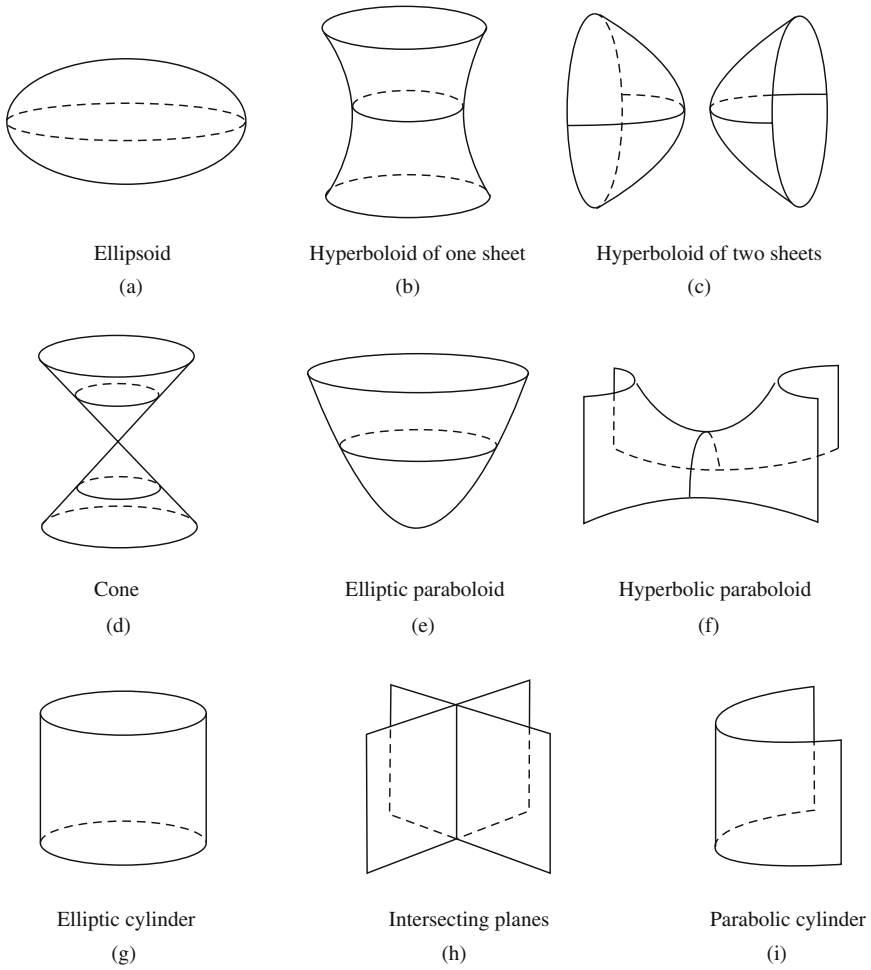 Ellipsoid
(a)
Hyperboloid of one sheet
(b)
Hyperboloid of two sheets
(c)
Cone
(d)
Elliptic paraboloid
(e)
Hyperbolic paraboloid
(f)
Elliptic cylinder
(g)
Intersecting planes
(h)
Parabolic cylinder
(i)